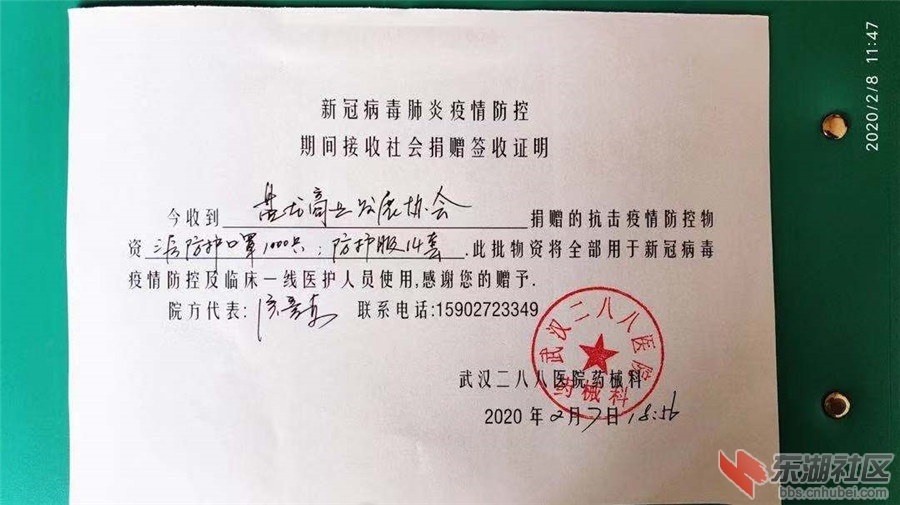 新冠病毒肺炎疫情防控
期间接收社会捐赠签收证明
今收到 商业发展协会 捐赠的抗击疫情防控物
资 防护口罩1000只;防护服14套 .此批物资将全部用于新冠病毒
疫情防控及临床一线医护人员使用,感谢您的赠予.
院方代表: 联系电话:15902723349
武汉二八八医院
药械科
武汉二八八医院药械科
2020年2月7日18:56
2020/2/8 11:47
东湖社区
bbs.cnhubei.com